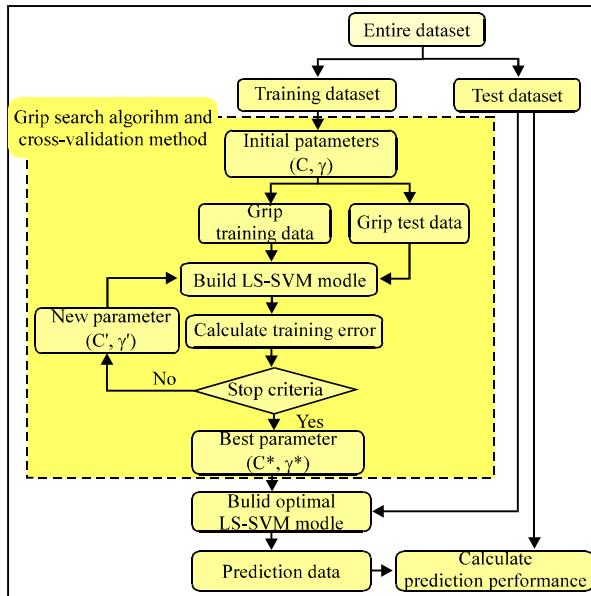 Entire dataset
Training dataset
Test dataset
Grip search algorihm and
cross-validation method
Initial patameters
(C, γ)
Grip
training data
Grip test data
Build LS-SVM modle
New parameter
(C', γ')
Calculate training error
No
Stop criteria
Yes
Best parameter
(C*, γ*)
Bulid optimal
LS-SVM modle
Prediction data
Calculate
prediction performance